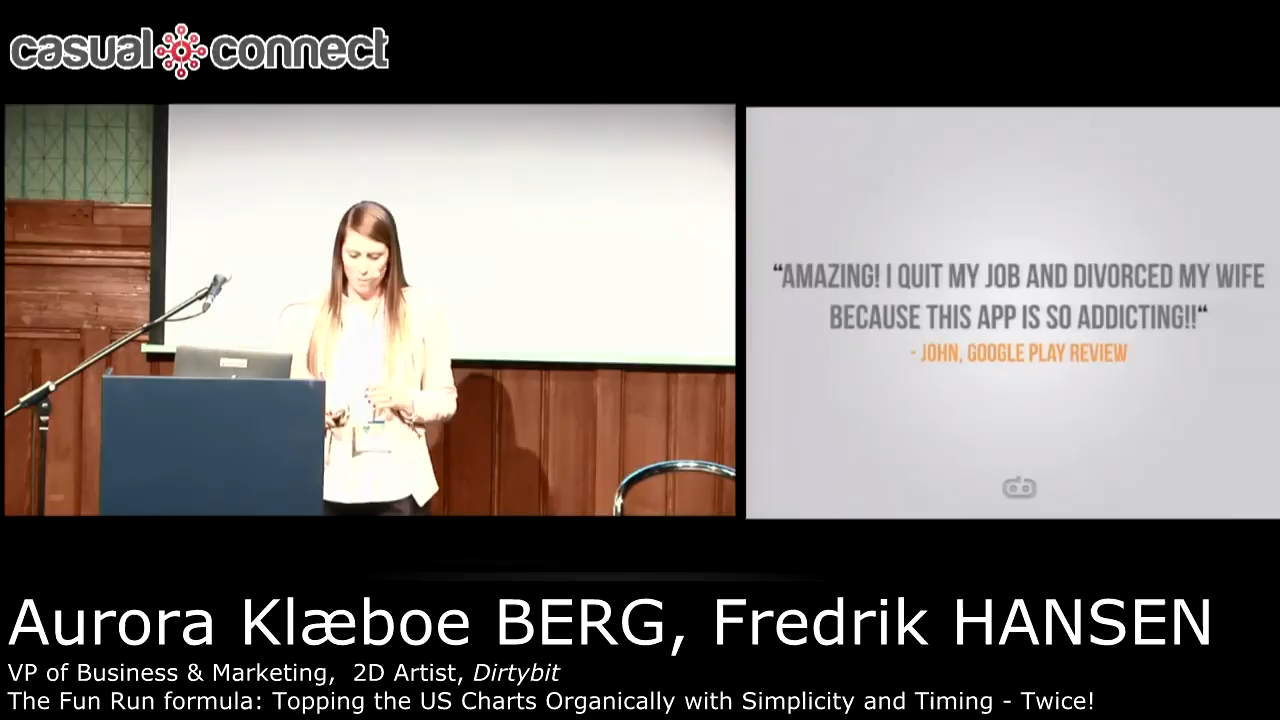 casual connect
“AMAZING! I QUIT MY JOB AND DIVORCED MY WIFE
BECAUSE THIS APP IS SO ADDICTING!!“
- JOHN, GOOGLE PLAY REVIEW
Aurora Klæboe BERG, Fredrik HANSEN
VP of Business & Marketing,  2D Artist, Dirtybit
The Fun Run formula: Topping the US Charts Organically with Simplicity and Timing - Twice!